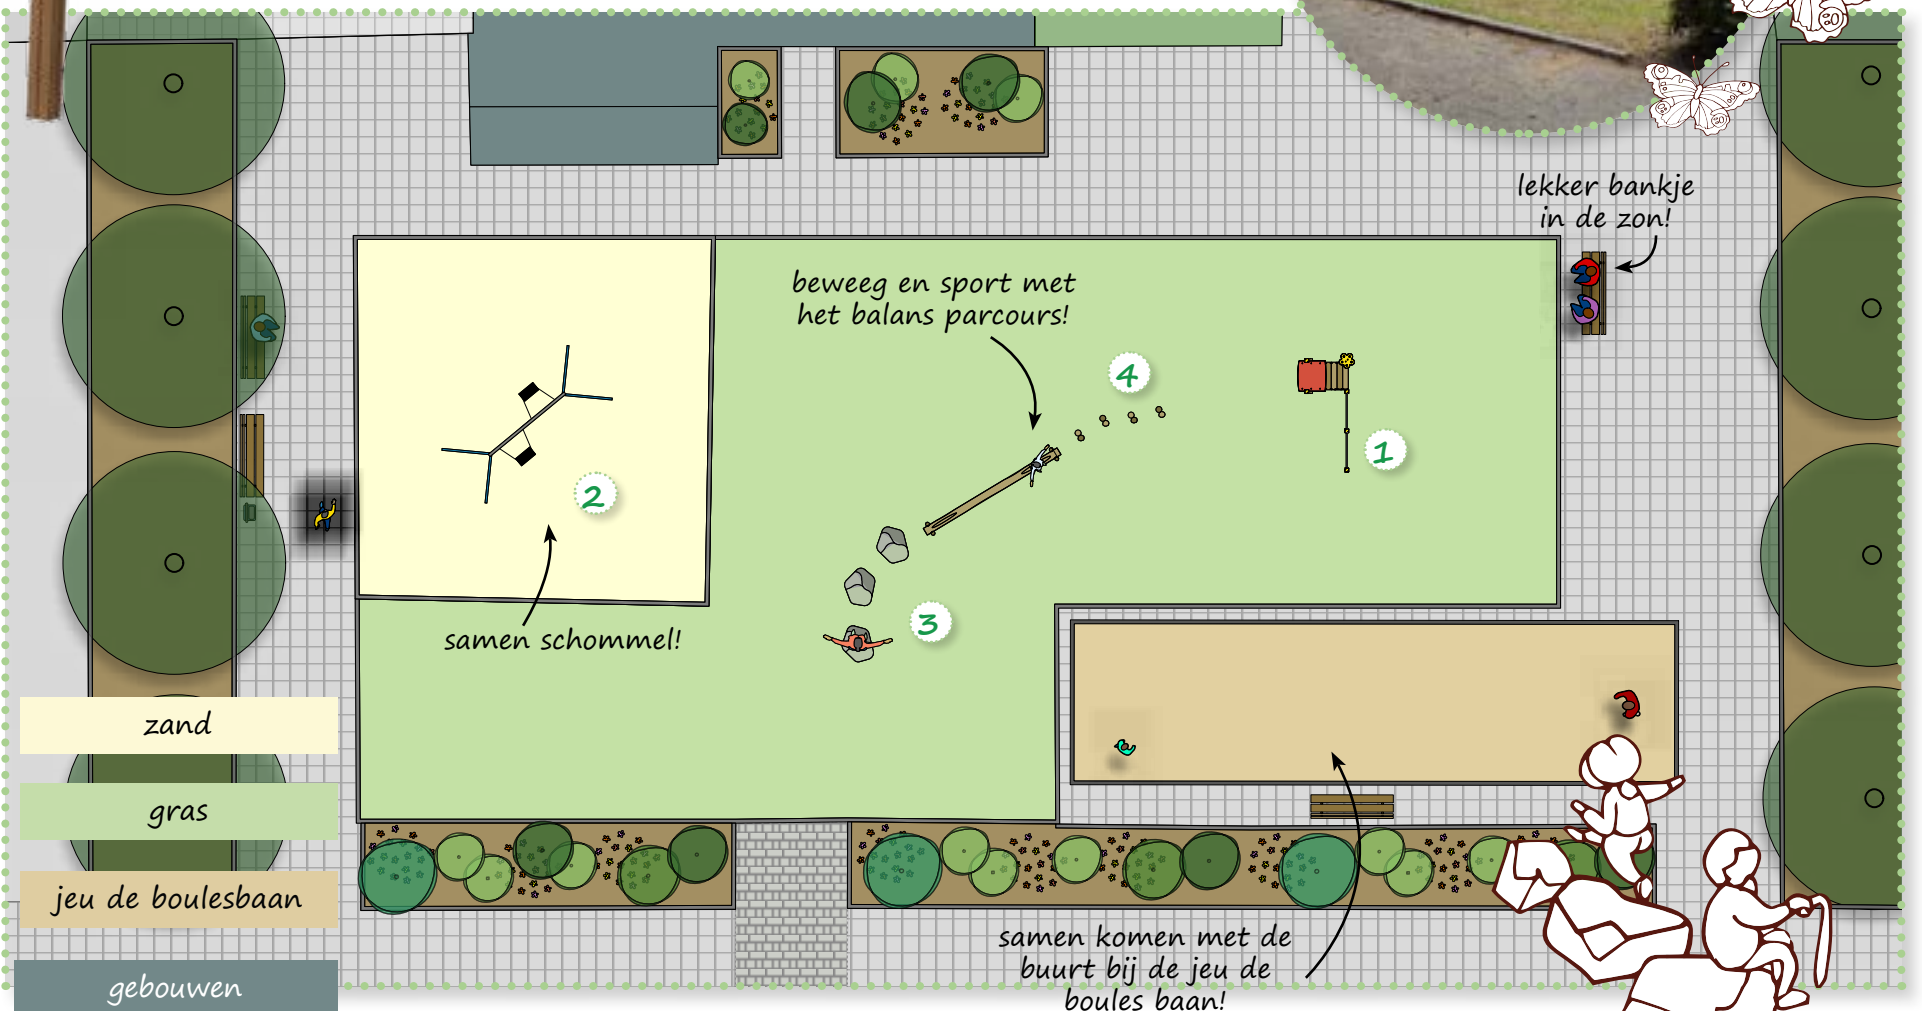 lekker bankje
in de zon!
beweeg en sport met
het balans parcours!
4
1
2
3
samen schommel!
zand
gras
jeu de boulesbaan
gebouwen
samen komen met de
buurt bij de jeu de
boules baan!